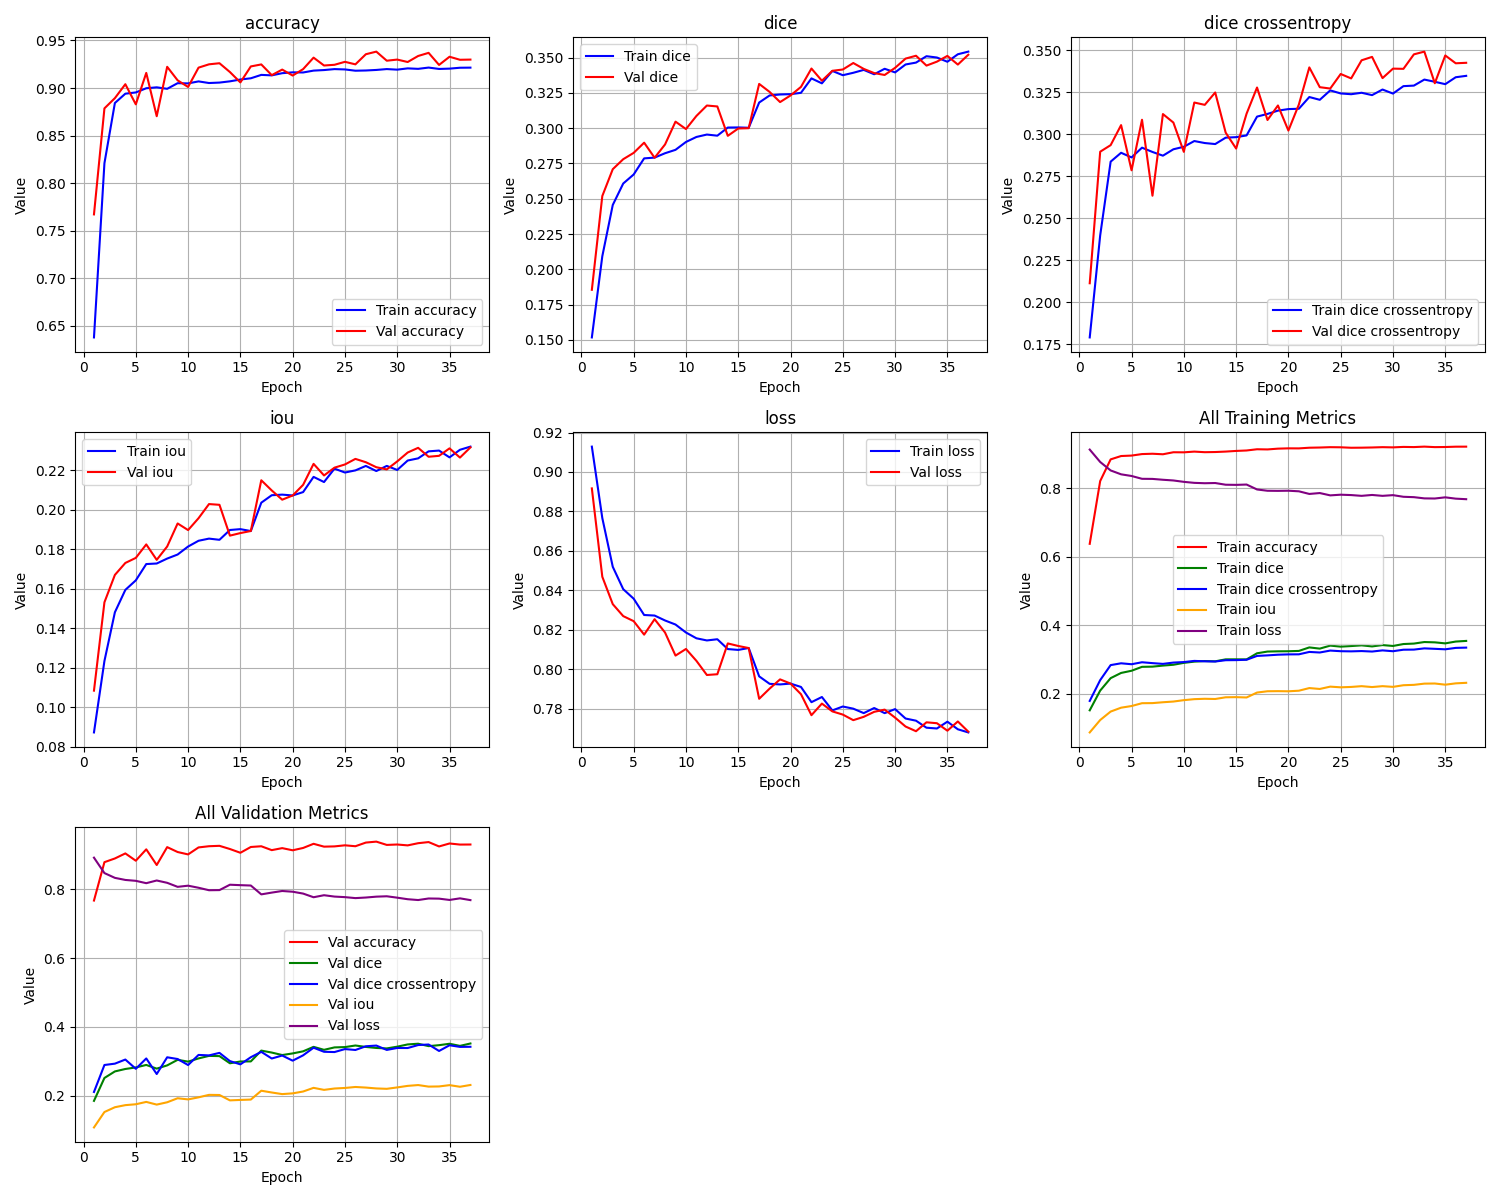 accuracy
0.95
0.90
0.85
0.80
0.75
0.70
0.65
Value
Train accuracy
Val accuracy
0 5 10 15 20 25 30 35
Epoch
dice
0.350
0.325
0.300
0.275
0.250
0.225
0.200
0.175
0.150
Value
Train dice
Val dice
0 5 10 15 20 25 30 35
Epoch
dice crossentropy
0.350
0.325
0.300
0.275
0.250
0.225
0.200
0.175
Value
Train dice crossentropy
Val dice crossentropy
0 5 10 15 20 25 30 35
Epoch
iou
0.22
0.20
0.18
0.16
0.14
0.12
0.10
0.08
Value
Train iou
Val iou
0 5 10 15 20 25 30 35
Epoch
loss
0.92
0.90
0.88
0.86
0.84
0.82
0.80
0.78
Value
Train loss
Val loss
0 5 10 15 20 25 30 35
Epoch
All Training Metrics
0.8
0.6
0.4
0.2
Value
Train accuracy
Train dice
Train dice crossentropy
Train iou
Train loss
0 5 10 15 20 25 30 35
Epoch
All Validation Metrics
0.8
0.6
0.4
0.2
Value
Val accuracy
Val dice
Val dice crossentropy
Val iou
Val loss
0 5 10 15 20 25 30 35
Epoch